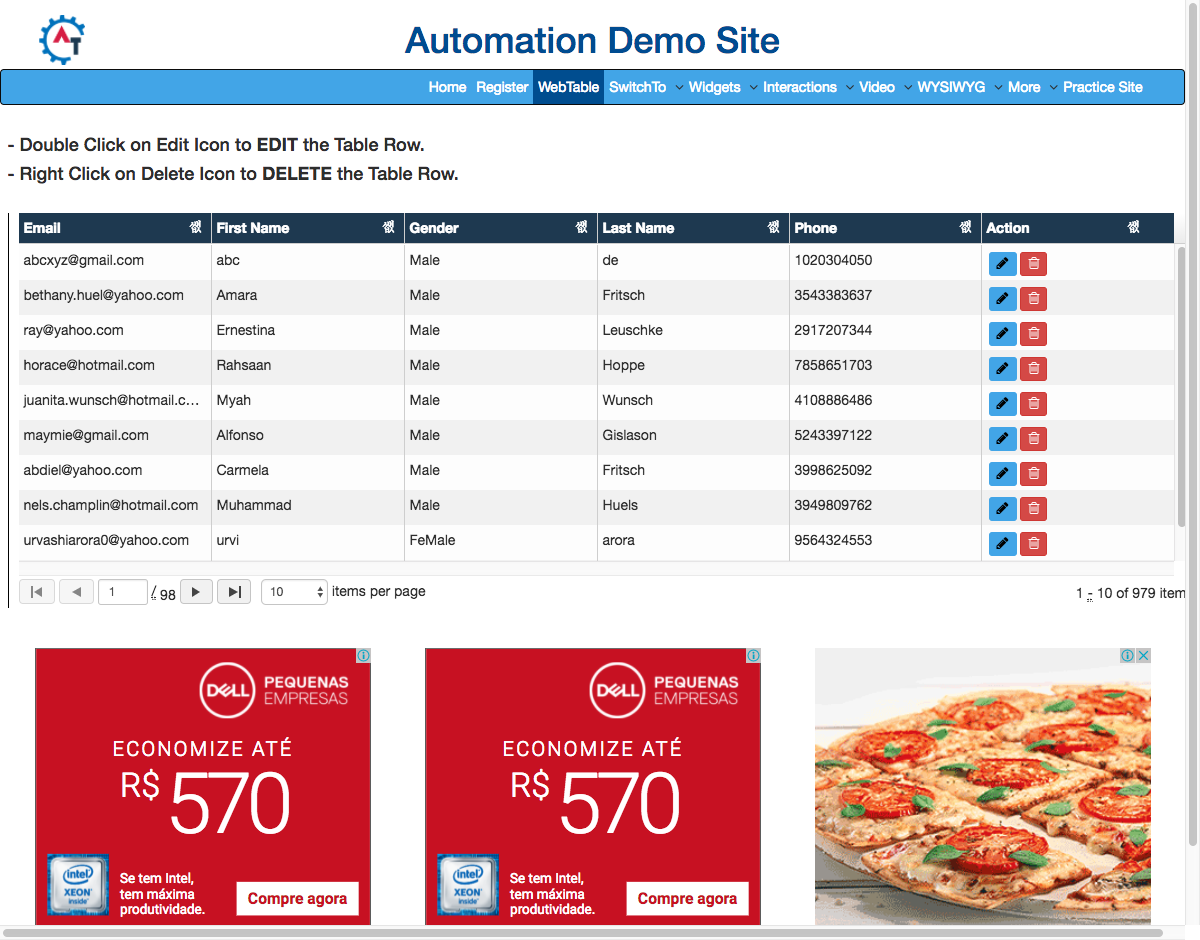 AT
Automation Demo Site
Home Register WebTable SwitchTo Widgets Interactions Video WYSIWYG More Practice Site
- Double Click on Edit Icon to EDIT the Table Row.
- Right Click on Delete Icon to DELETE the Table Row.
Email First Name Gender Last Name Phone Action
abcxyz@gmail.com abc Male de 1020304050
bethany.huel@yahoo.com Amara Male Fritsch 3543383637
ray@yahoo.com Ernestina Male Leuschke 2917207344
horace@hotmail.com Rahsaan Male Hoppe 7858651703
juanita.wunsch@hotmail.c... Myah Male Wunsch 4108886486
maymie@gmail.com Alfonso Male Gislason 5243397122
abdiel@yahoo.com Carmela Male Fritsch 3998625092
nels.champlin@hotmail.com Muhammad Male Huels 3949809762
urvashiarora0@yahoo.com urvi FeMale arora 9564324553
1 / 98 10 items per page 1 - 10 of 979 item
DELL PEQUENAS EMPRESAS
ECONOMIZE ATÉ
R$ 570
intel XEON inside
Se tem Intel,
tem máxima
produtividade.
Compre agora
DELL PEQUENAS EMPRESAS
ECONOMIZE ATÉ
R$ 570
intel XEON inside
Se tem Intel,
tem máxima
produtividade.
Compre agora